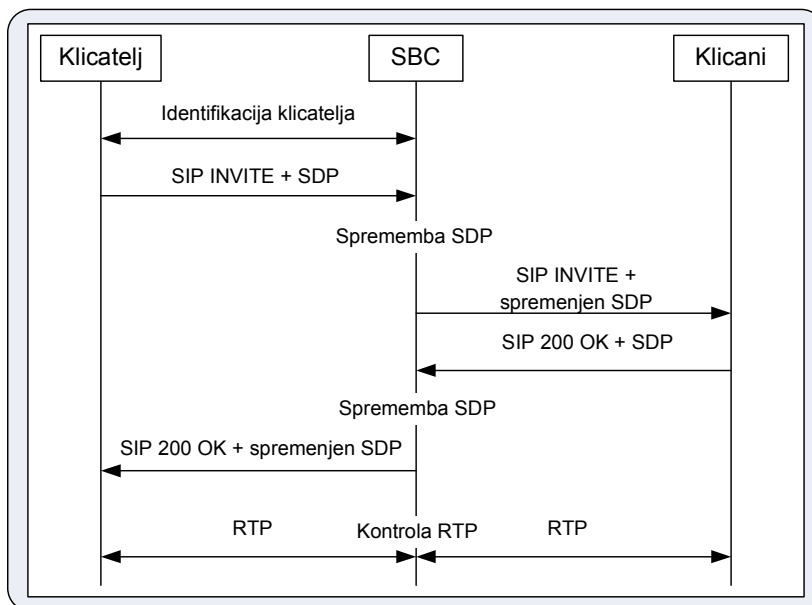 Klicatelj
SBC
Klicani
Identifikacija klicatelja
SIP INVITE + SDP
Sprememba SDP
SIP INVITE +
spremenjen SDP
SIP 200 OK + SDP
Sprememba SDP
SIP 200 OK + spremenjen SDP
RTP
Kontrola RTP
RTP